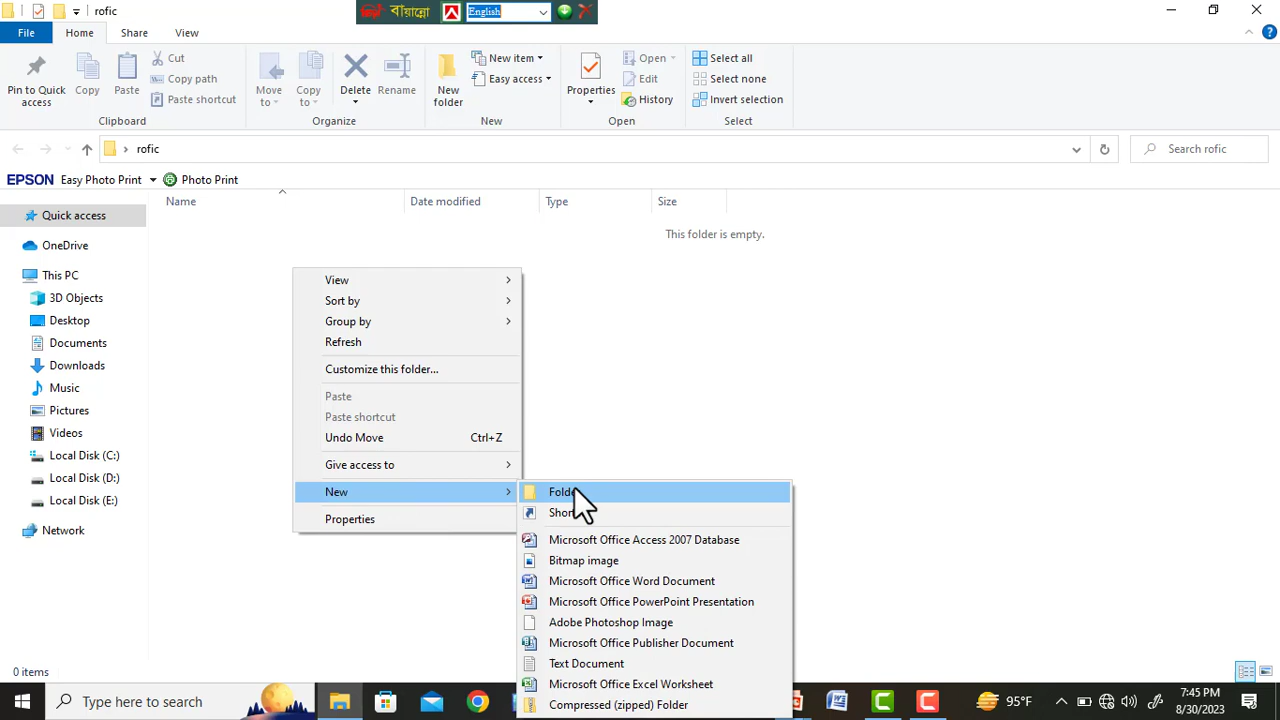 rofic
বায়ান্নো English
File Home Share View
Pin to Quick access
Copy
Paste
Cut
Copy path
Paste shortcut
Clipboard
Move to
Copy to
Delete
Rename
Organize
New folder
New item
Easy access
New
Properties
Open
Edit
History
Open
Select all
Select none
Invert selection
Select
rofic
Search rofic
EPSON Easy Photo Print Photo Print
Name Date modified Type Size
This folder is empty.
Quick access
OneDrive
This PC
3D Objects
Desktop
Documents
Downloads
Music
Pictures
Videos
Local Disk (C:)
Local Disk (D:)
Local Disk (E:)
Network
View
Sort by
Group by
Refresh
Customize this folder...
Paste
Paste shortcut
Undo Move Ctrl+Z
Give access to
New
Properties
Microsoft Office Access 2007 Database
Bitmap image
Microsoft Office Word Document
Microsoft Office PowerPoint Presentation
Adobe Photoshop Image
Microsoft Office Publisher Document
Text Document
Microsoft Office Excel Worksheet
Compressed (zipped) Folder
0 items
Type here to search
95°F
7:45 PM
8/30/2023